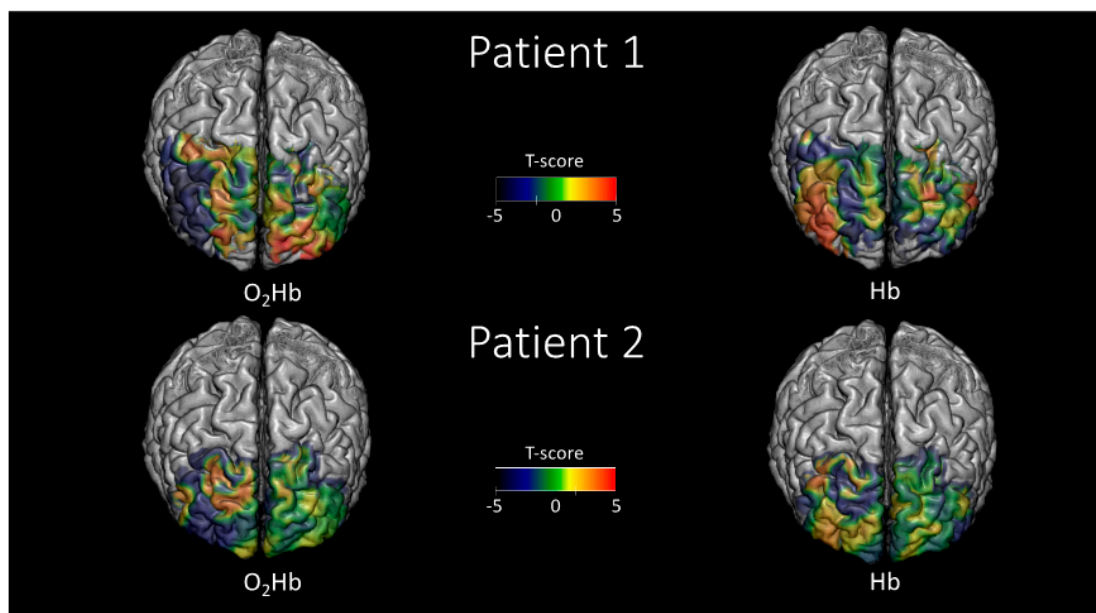 Patient 1
T-score
-5 0 5
O₂Hb
Hb
Patient 2
T-score
-5 0 5
O₂Hb
Hb